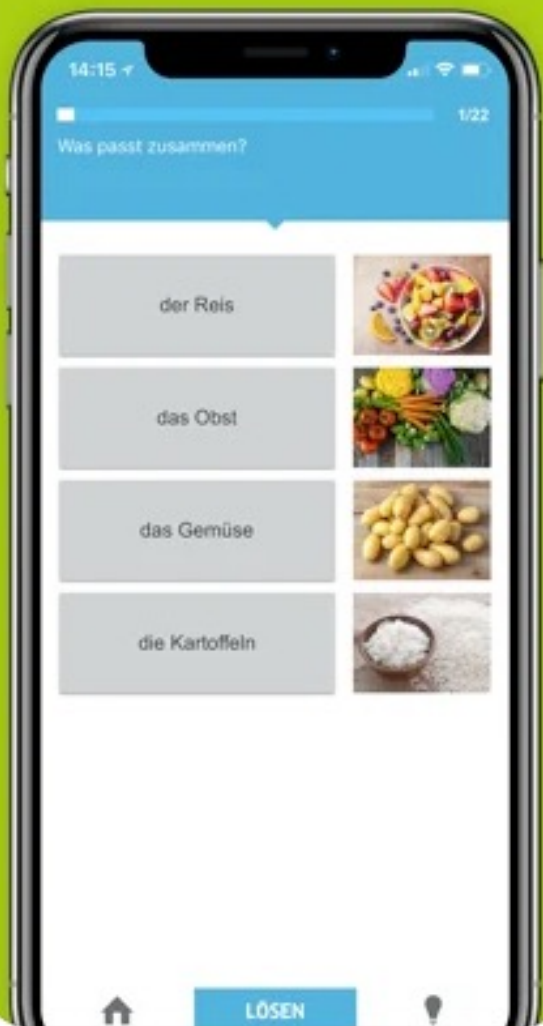 14:15
1/22
Was passt zusammen?
der Reis
das Obst
das Gemüse
die Kartoffeln
LÖSEN